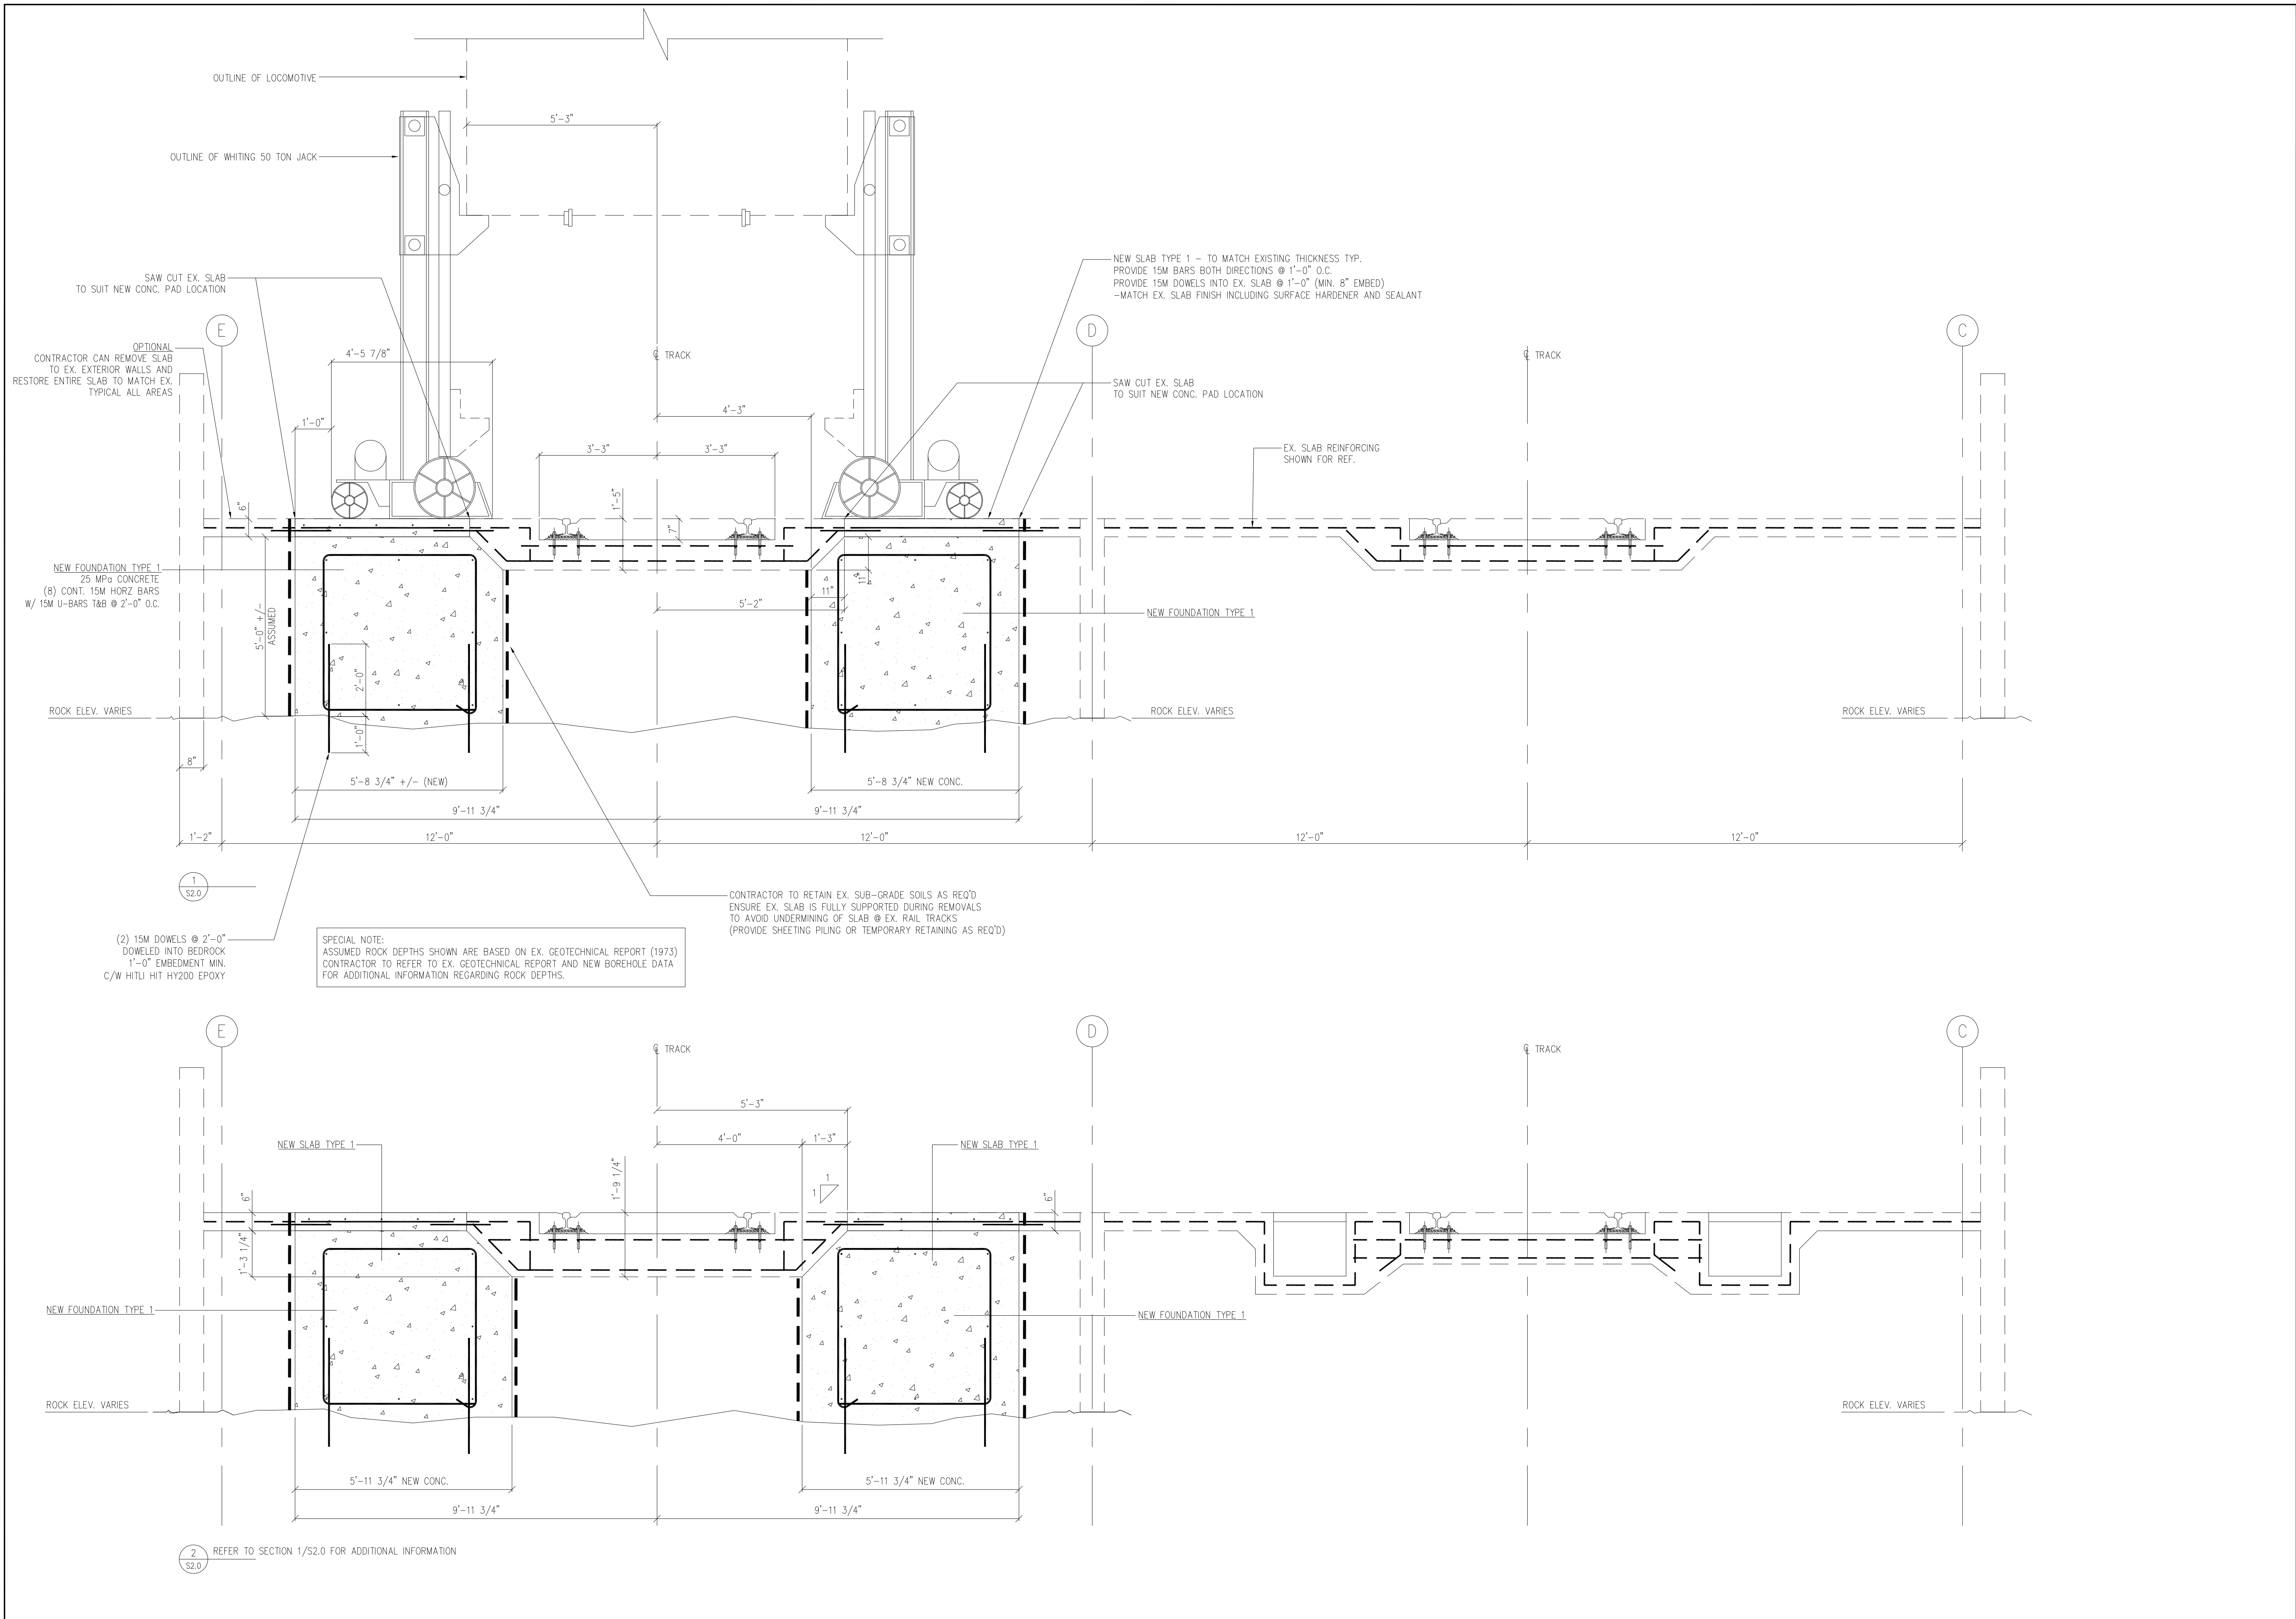 OUTLINE OF LOCOMOTIVE
5'-3"
OUTLINE OF WHITING 50 TON JACK
SAW CUT EX. SLAB
TO SUIT NEW CONC. PAD LOCATION
NEW SLAB TYPE 1 - TO MATCH EXISTING THICKNESS TYP.
PROVIDE 15M BARS BOTH DIRECTIONS @ 1'-0" O.C.
PROVIDE 15M DOWELS INTO EX. SLAB @ 1'-0" (MIN. 8" EMBED)
-MATCH EX. SLAB FINISH INCLUDING SURFACE HARDENER AND SEALANT
E
D
C
OPTIONAL
CONTRACTOR CAN REMOVE SLAB
TO EX. EXTERIOR WALLS AND
RESTORE ENTIRE SLAB TO MATCH EX.
TYPICAL ALL AREAS
4'-5 7/8"
℄ TRACK
℄ TRACK
SAW CUT EX. SLAB
TO SUIT NEW CONC. PAD LOCATION
4'-3"
1'-0"
3'-3"
3'-3"
EX. SLAB REINFORCING
SHOWN FOR REF.
6"
1'-5"
7"
NEW FOUNDATION TYPE 1
25 MPa CONCRETE
(8) CONT. 15M HORZ BARS
W/ 15M U-BARS T&B @ 2'-0" O.C.
11"
11"
5'-2"
NEW FOUNDATION TYPE 1
5'-0" +/-
ASSUMED
2'-0"
1'-0"
ROCK ELEV. VARIES
ROCK ELEV. VARIES
ROCK ELEV. VARIES
8"
5'-8 3/4" +/- (NEW)
5'-8 3/4" NEW CONC.
9'-11 3/4"
9'-11 3/4"
1'-2"
12'-0"
12'-0"
12'-0"
12'-0"
1
S2.0
CONTRACTOR TO RETAIN EX. SUB-GRADE SOILS AS REQ'D
ENSURE EX. SLAB IS FULLY SUPPORTED DURING REMOVALS
TO AVOID UNDERMINING OF SLAB @ EX. RAIL TRACKS
(PROVIDE SHEETING PILING OR TEMPORARY RETAINING AS REQ'D)
(2) 15M DOWELS @ 2'-0"
DOWELED INTO BEDROCK
1'-0" EMBEDMENT MIN.
C/W HITLI HIT HY200 EPOXY
SPECIAL NOTE:
ASSUMED ROCK DEPTHS SHOWN ARE BASED ON EX. GEOTECHNICAL REPORT (1973)
CONTRACTOR TO REFER TO EX. GEOTECHNICAL REPORT AND NEW BOREHOLE DATA
FOR ADDITIONAL INFORMATION REGARDING ROCK DEPTHS.
E
D
C
℄ TRACK
℄ TRACK
5'-3"
4'-0"
1'-3"
NEW SLAB TYPE 1
NEW SLAB TYPE 1
1'-9 1/4"
1
1
6"
6"
1'-3 1/4"
NEW FOUNDATION TYPE 1
NEW FOUNDATION TYPE 1
ROCK ELEV. VARIES
ROCK ELEV. VARIES
5'-11 3/4" NEW CONC.
5'-11 3/4" NEW CONC.
9'-11 3/4"
9'-11 3/4"
2
S2.0
REFER TO SECTION 1/S2.0 FOR ADDITIONAL INFORMATION